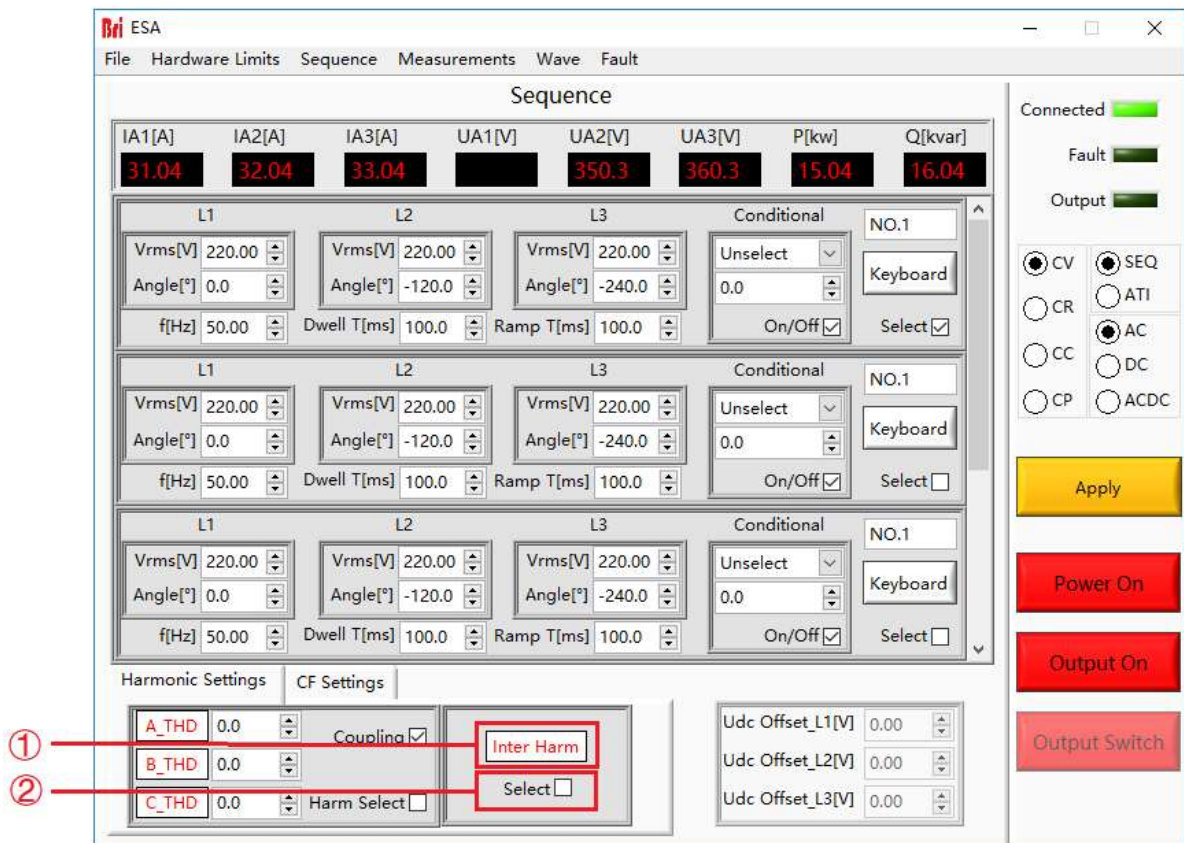 Bri ESA
File Hardware Limits Sequence Measurements Wave Fault
Sequence
IA1[A] IA2[A] IA3[A] UA1[V] UA2[V] UA3[V] P[kw] Q[kvar]
31.04 32.04 33.04 350.3 360.3 15.04 16.04
L1 L2 L3 Conditional NO.1
Vrms[V] 220.00 Vrms[V] 220.00 Vrms[V] 220.00 Unselect Keyboard
Angle[°] 0.0 Angle[°] -120.0 Angle[°] -240.0 0.0
f[Hz] 50.00 Dwell T[ms] 100.0 Ramp T[ms] 100.0 On/Off Select
L1 L2 L3 Conditional NO.1
Vrms[V] 220.00 Vrms[V] 220.00 Vrms[V] 220.00 Unselect Keyboard
Angle[°] 0.0 Angle[°] -120.0 Angle[°] -240.0 0.0
f[Hz] 50.00 Dwell T[ms] 100.0 Ramp T[ms] 100.0 On/Off Select
L1 L2 L3 Conditional NO.1
Vrms[V] 220.00 Vrms[V] 220.00 Vrms[V] 220.00 Unselect Keyboard
Angle[°] 0.0 Angle[°] -120.0 Angle[°] -240.0 0.0
f[Hz] 50.00 Dwell T[ms] 100.0 Ramp T[ms] 100.0 On/Off Select
Harmonic Settings CF Settings
A_THD 0.0 Coupling
B_THD 0.0
C_THD 0.0 Harm Select
① Inter Harm
② Select
Udc Offset_L1[V] 0.00
Udc Offset_L2[V] 0.00
Udc Offset_L3[V] 0.00
Connected
Fault
Output
CV SEQ
CR ATI
CC AC
DC
CP ACDC
Apply
Power On
Output On
Output Switch